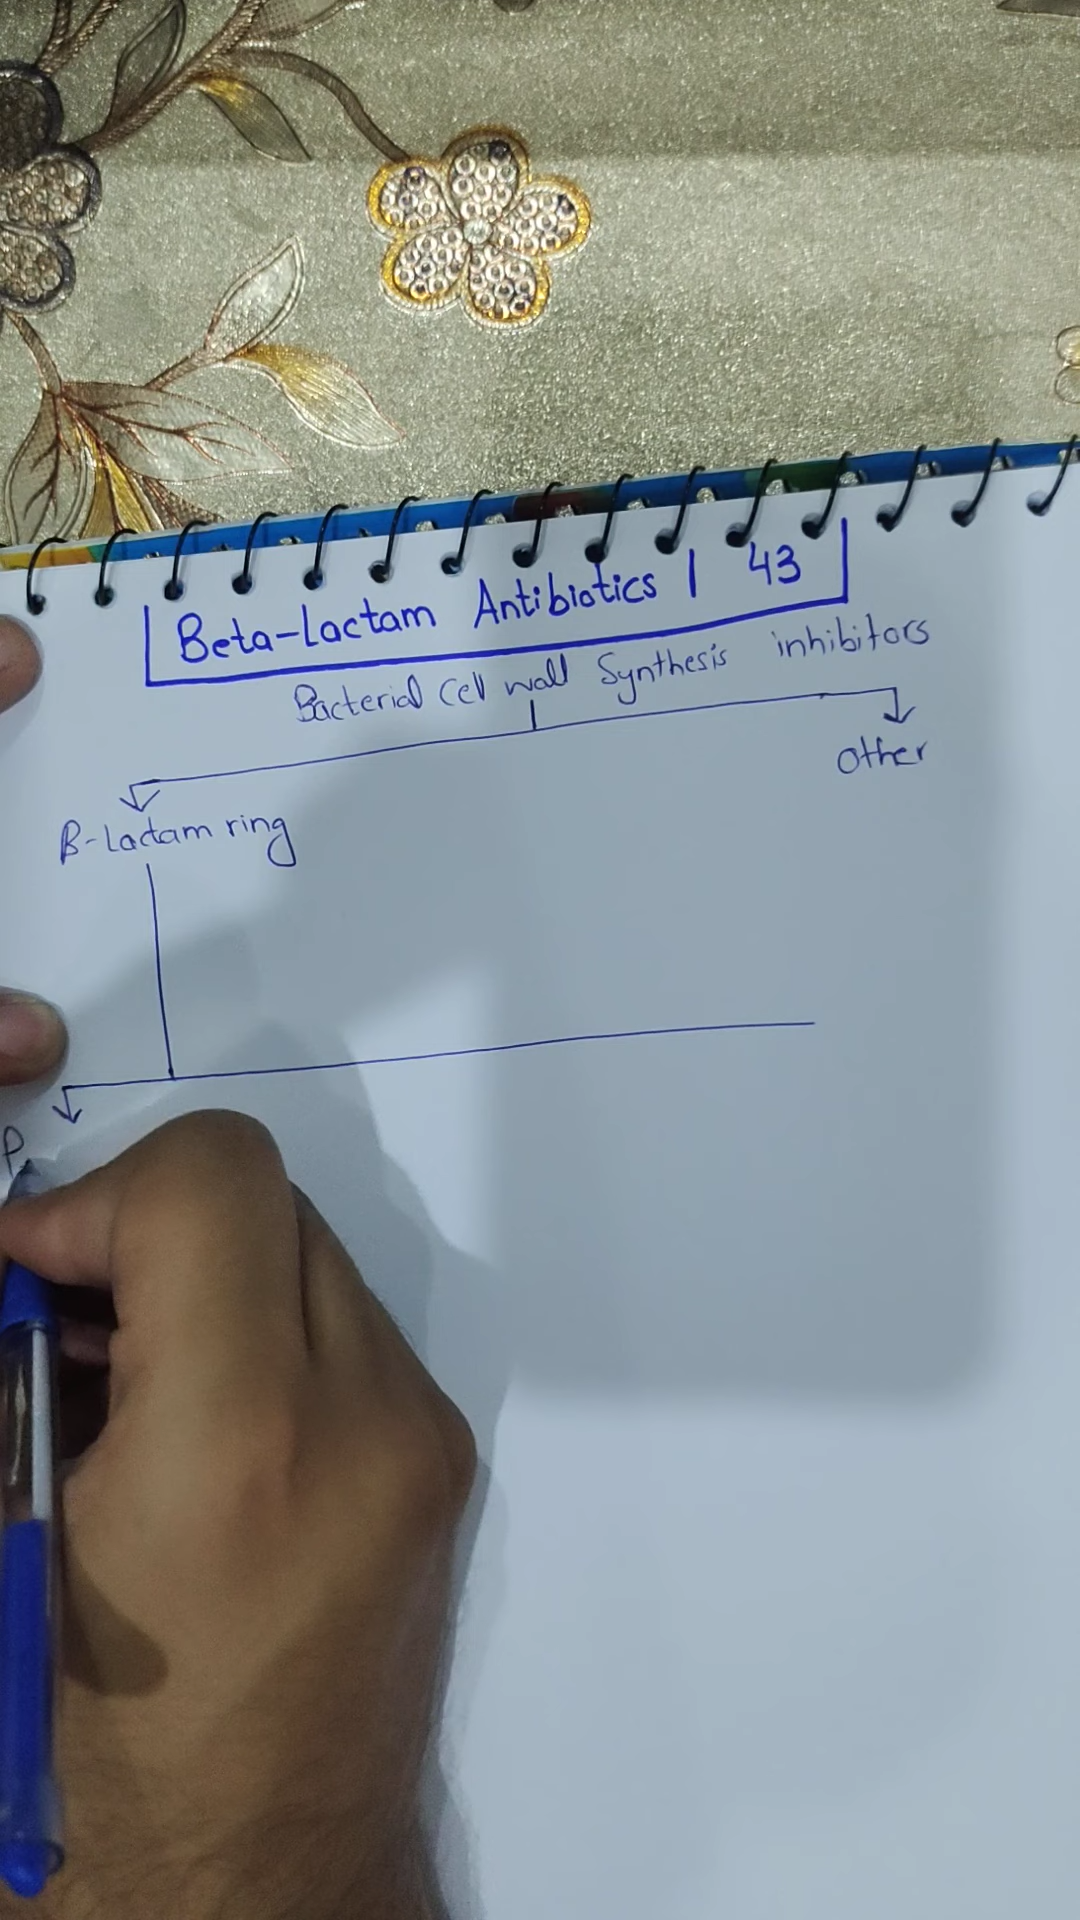 Beta-Lactam Antibiotics | 43
Bacterial Cell wall Synthesis inhibitors
Other
β-Lactam ring
P